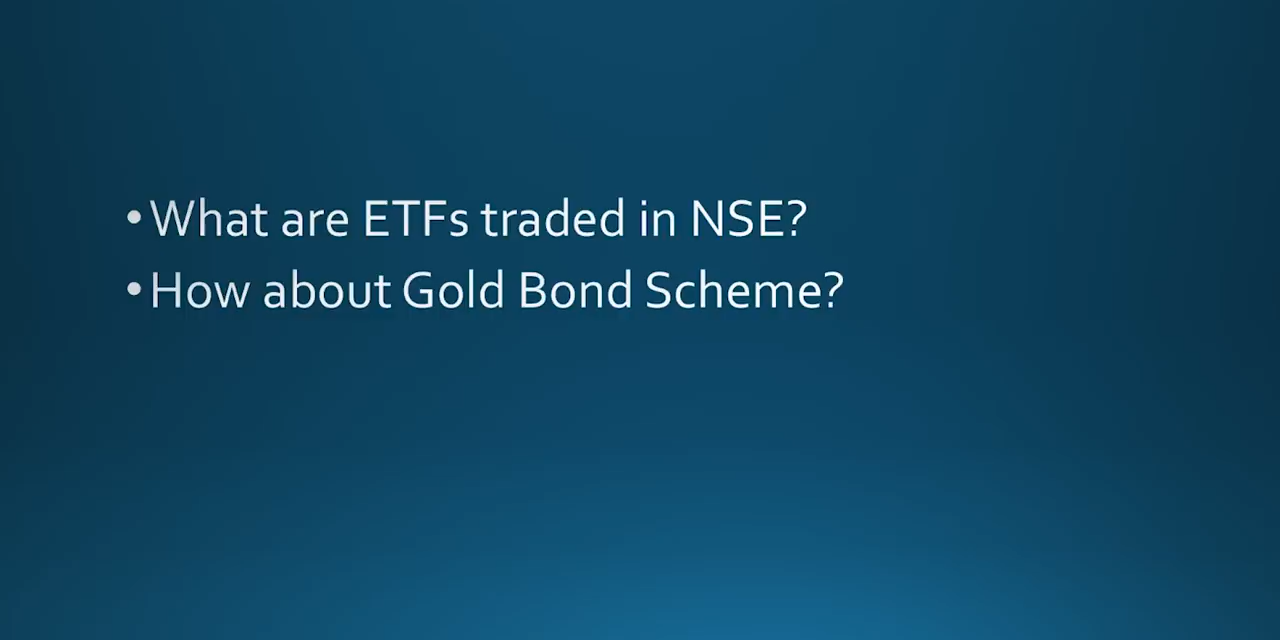 • What are ETFs traded in NSE?
• How about Gold Bond Scheme?